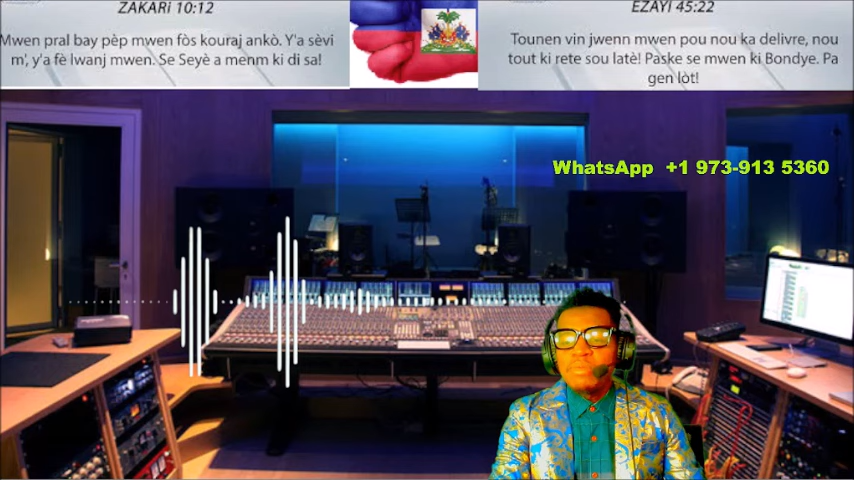 ZAKARi 10:12
Mwen pral bay pèp mwen fòs kouraj ankò. Y'a sèvi
m', y'a fè lwanj mwen. Se Seyè a menm ki di sa!
EZAYI 45:22
Tounen vin jwenn mwen pou nou ka delivre, nou
tout ki rete sou latè! Paske se mwen ki Bondye. Pa
gen lòt!
WhatsApp +1 973-913 5360